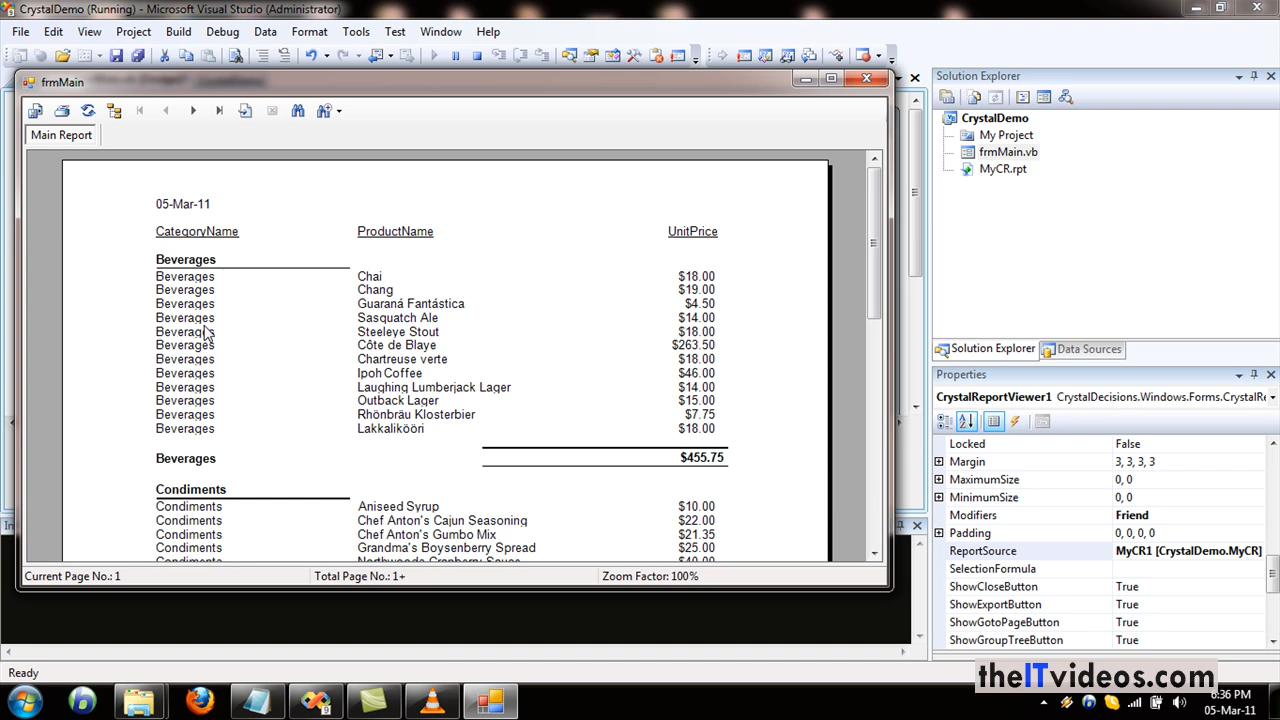 CrystalDemo (Running) - Microsoft Visual Studio (Administrator)
File Edit View Project Build Debug Data Format Tools Test Window Help
frmMain
Main Report
05-Mar-11
CategoryName ProductName UnitPrice
Beverages
Beverages Chai $18.00
Beverages Chang $19.00
Beverages Guaraná Fantástica $4.50
Beverages Sasquatch Ale $14.00
Beverages Steeleye Stout $18.00
Beverages Côte de Blaye $263.50
Beverages Chartreuse verte $18.00
Beverages Ipoh Coffee $46.00
Beverages Laughing Lumberjack Lager $14.00
Beverages Outback Lager $15.00
Beverages Rhönbräu Klosterbier $7.75
Beverages Lakkalikööri $18.00
Beverages $455.75
Condiments
Condiments Aniseed Syrup $10.00
Condiments Chef Anton's Cajun Seasoning $22.00
Condiments Chef Anton's Gumbo Mix $21.35
Condiments Grandma's Boysenberry Spread $25.00
Current Page No.: 1 Total Page No.: 1+ Zoom Factor: 100%
Solution Explorer
CrystalDemo
My Project
frmMain.vb
MyCR.rpt
Solution Explorer Data Sources
Properties
CrystalReportViewer1 CrystalDecisions.Windows.Forms.CrystalRe
Locked False
Margin 3, 3, 3, 3
MaximumSize 0, 0
MinimumSize 0, 0
Modifiers Friend
Padding 0, 0, 0, 0
ReportSource MyCR1 [CrystalDemo.MyCR]
SelectionFormula
ShowCloseButton True
ShowExportButton True
ShowGotoPageButton True
ShowGroupTreeButton True
Ready
theITvideos.com
6:36 PM
05-Mar-11